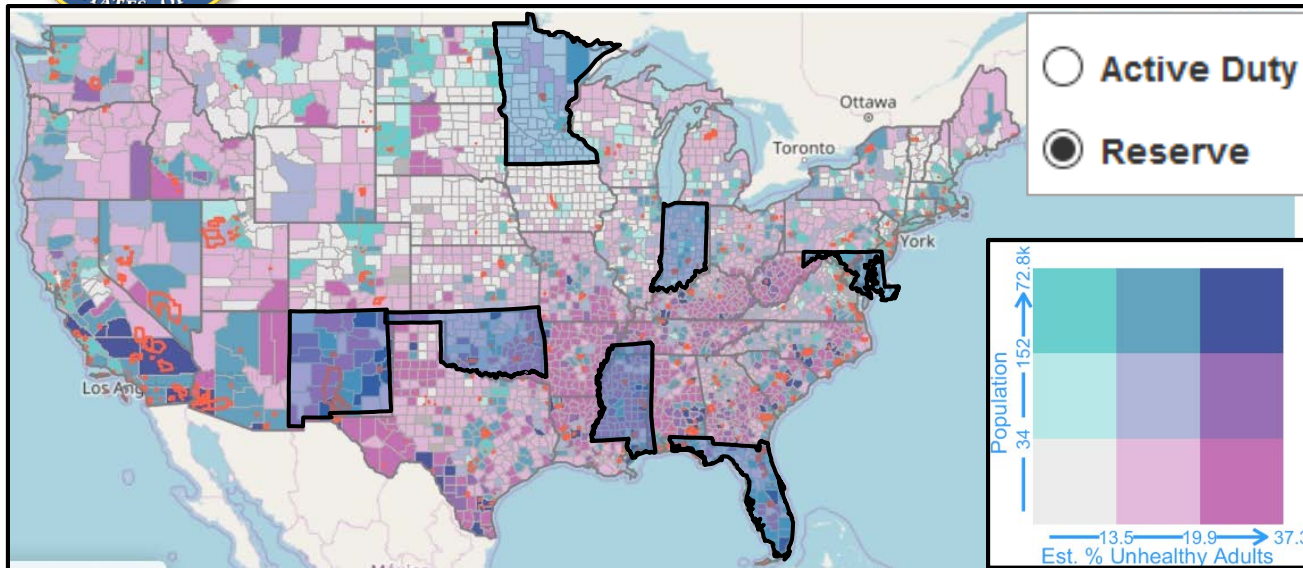 Ottawa
Toronto
York
Los Ang
Active Duty
Reserve
Population
34
152
72.8k
13.5
19.9
37.3
Est. % Unhealthy Adults